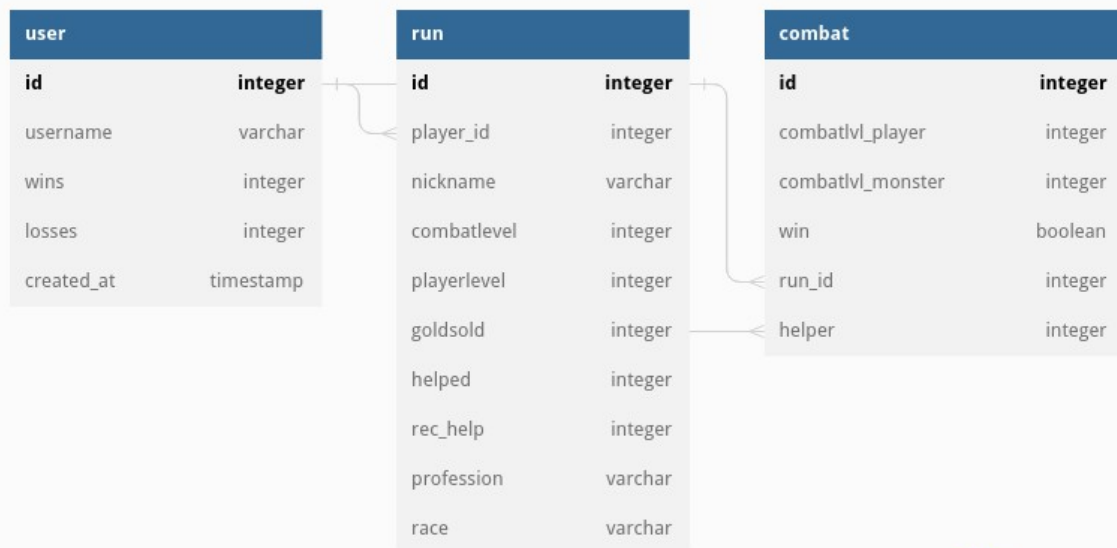 user
id integer
username varchar
wins integer
losses integer
created_at timestamp
run
id integer
player_id integer
nickname varchar
combatlevel integer
playerlevel integer
goldsold integer
helped integer
rec_help integer
profession varchar
race varchar
combat
id integer
combatlvl_player integer
combatlvl_monster integer
win boolean
run_id integer
helper integer